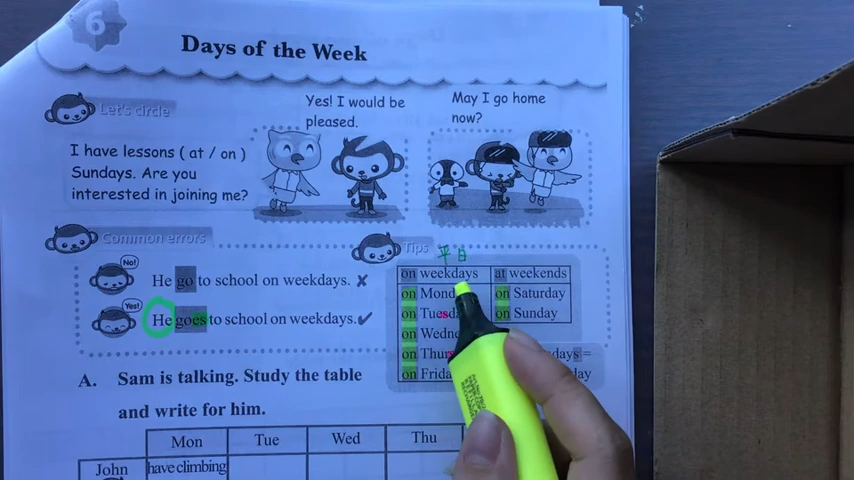 6
Days of the Week
Let's circle
Yes! I would be
pleased.
May I go home
now?
I have lessons ( at / on )
Sundays. Are you
interested in joining me?
Common errors
Tips
平日
No!
He go to school on weekdays. ✘
Yes!
He goes to school on weekdays. ✔
on weekdays
at weekends
on
on Saturday
on
on Sunday
on
on
on
=
A. Sam is talking. Study the table
and write for him.
Mon Tue Wed Thu
John have climbing